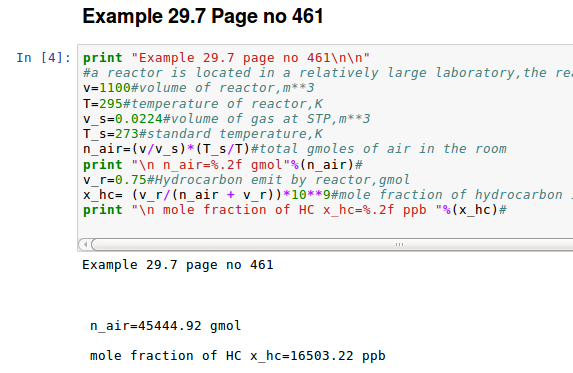 Example 29.7 Page no 461
In [4]: print "Example 29.7 page no 461\n\n"
#a reactor is located in a relatively large laboratory,the rea
v=1100#volume of reactor,m**3
T=295#temperature of reactor,K
v_s=0.0224#volume of gas at STP,m**3
T_s=273#standard temperature,K
n_air=(v/v_s)*(T_s/T)#total gmoles of air in the room
print "\n n_air=%.2f gmol"%(n_air)#
v_r=0.75#Hydrocarbon emit by reactor,gmol
x_hc= (v_r/(n_air + v_r))*10**9#mole fraction of hydrocarbon
print "\n mole fraction of HC x_hc=%.2f ppb "%(x_hc)#
Example 29.7 page no 461
n_air=45444.92 gmol
mole fraction of HC x_hc=16503.22 ppb